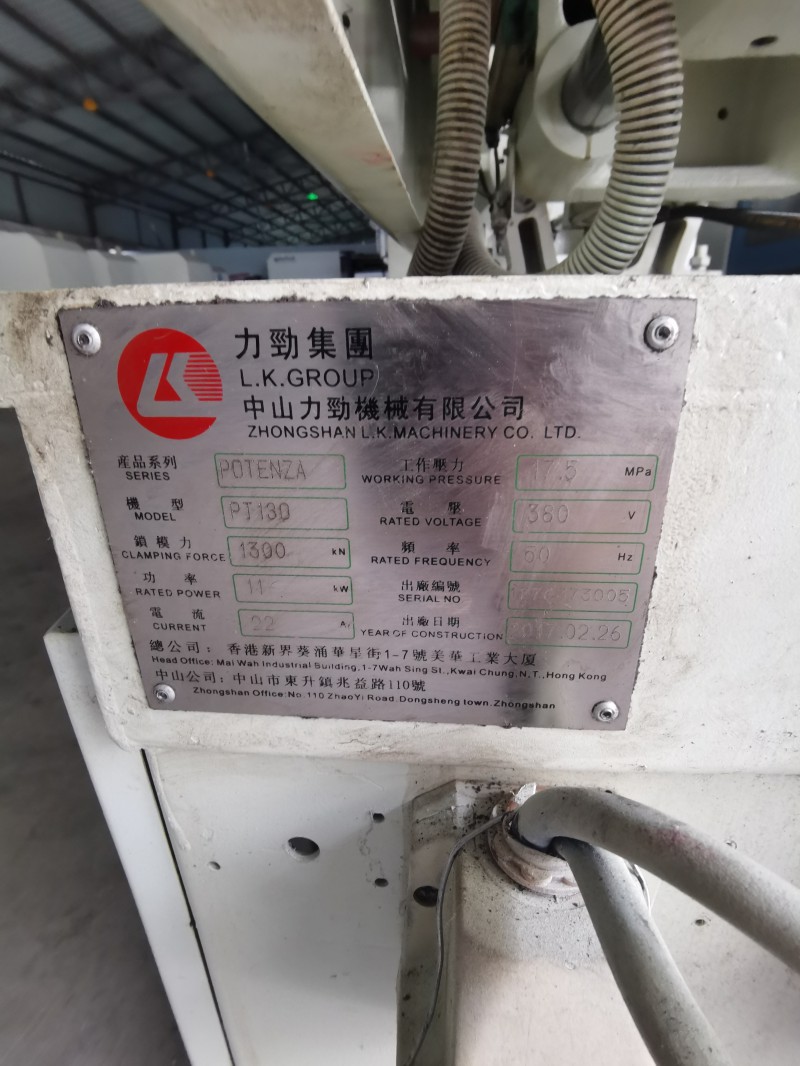 力勁集團
L.K.GROUP
中山力勁機械有限公司
ZHONGSHAN L.K.MACHINERY CO. LTD.
產品系列 POTENZA 工作壓力 17.5 MPa
SERIES WORKING PRESSURE
機型 PT130 電壓 380 V
MODEL RATED VOLTAGE
鎖模力 1300 kN 頻率 50 Hz
CLAMPING FORCE RATED FREQUENCY
功率 11 kW 出廠編號
RATED POWER SERIAL NO
電流 22 A 出廠日期 2017.02.26
CURRENT YEAR OF CONSTRUCTION
總公司：香港新界葵涌華星街1-7號美華工業大廈
Head Office: Mai Wah Industrial Building,1-7Wah Sing St.,Kwai Chung,N,T.,Hong Kong
中山公司：中山市東升鎮兆益路110號
Zhongshan Office:No.110 ZhaoYi Road.Dongsheng town,Zhongshan